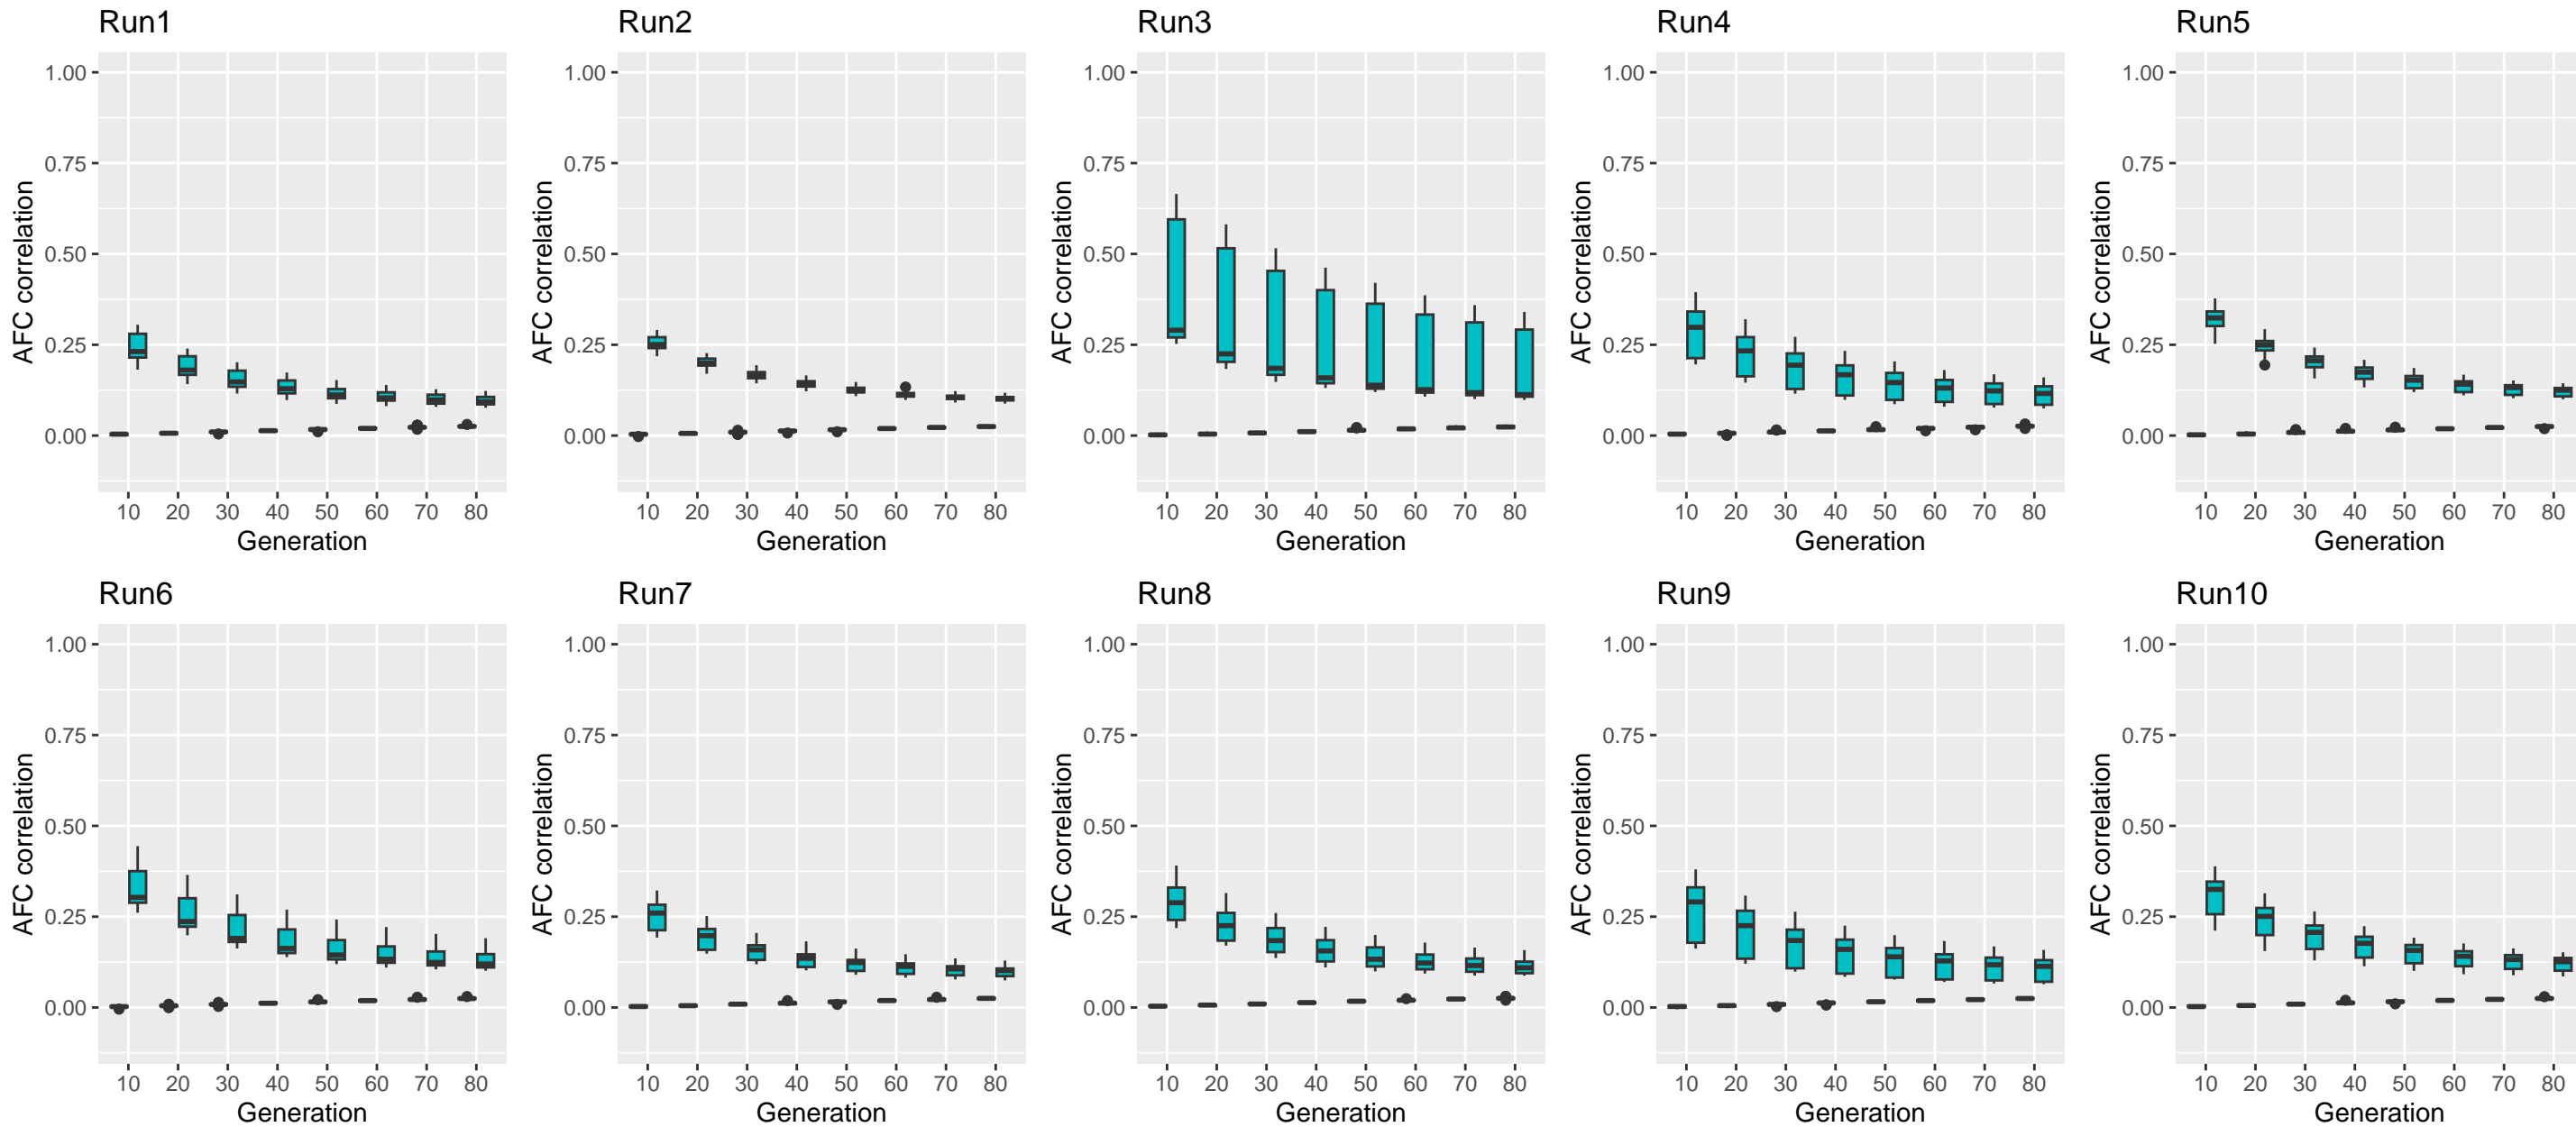 Run1 Run2 Run3 Run4 Run5
1.00 1.00 1.00 1.00 1.00
0.75 0.75 0.75 0.75 0.75
0.50 0.50 0.50 0.50 0.50
0.25 0.25 0.25 0.25 0.25
0.00 0.00 0.00 0.00 0.00
AFC correlation AFC correlation AFC correlation AFC correlation AFC correlation
10 20 30 40 50 60 70 80 10 20 30 40 50 60 70 80 10 20 30 40 50 60 70 80 10 20 30 40 50 60 70 80 10 20 30 40 50 60 70 80
Generation Generation Generation Generation Generation
Run6 Run7 Run8 Run9 Run10
1.00 1.00 1.00 1.00 1.00
0.75 0.75 0.75 0.75 0.75
0.50 0.50 0.50 0.50 0.50
0.25 0.25 0.25 0.25 0.25
0.00 0.00 0.00 0.00 0.00
AFC correlation AFC correlation AFC correlation AFC correlation AFC correlation
10 20 30 40 50 60 70 80 10 20 30 40 50 60 70 80 10 20 30 40 50 60 70 80 10 20 30 40 50 60 70 80 10 20 30 40 50 60 70 80
Generation Generation Generation Generation Generation